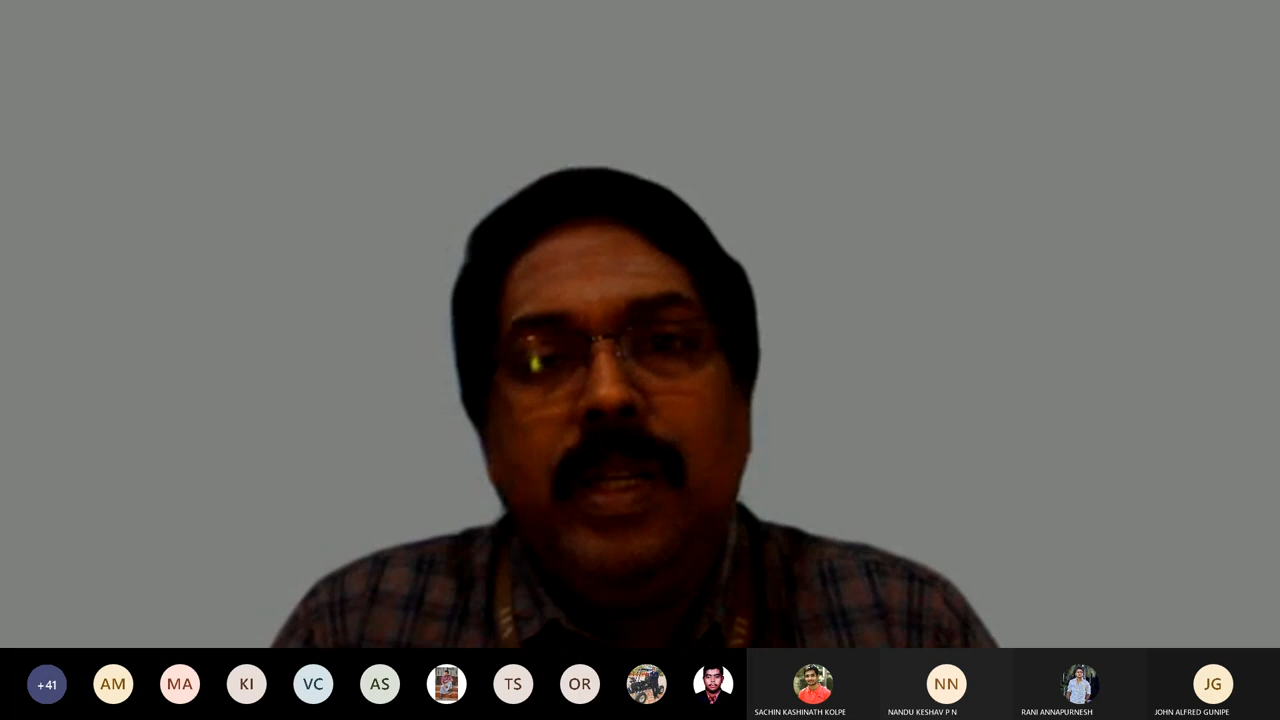 +41
AM
MA
KI
VC
AS
TS
OR
NN
JG
SACHIN KASHINATH KOLPE
NANDU KESHAV P N
RANI ANNAPURNESH
JOHN ALFRED GUNIPE